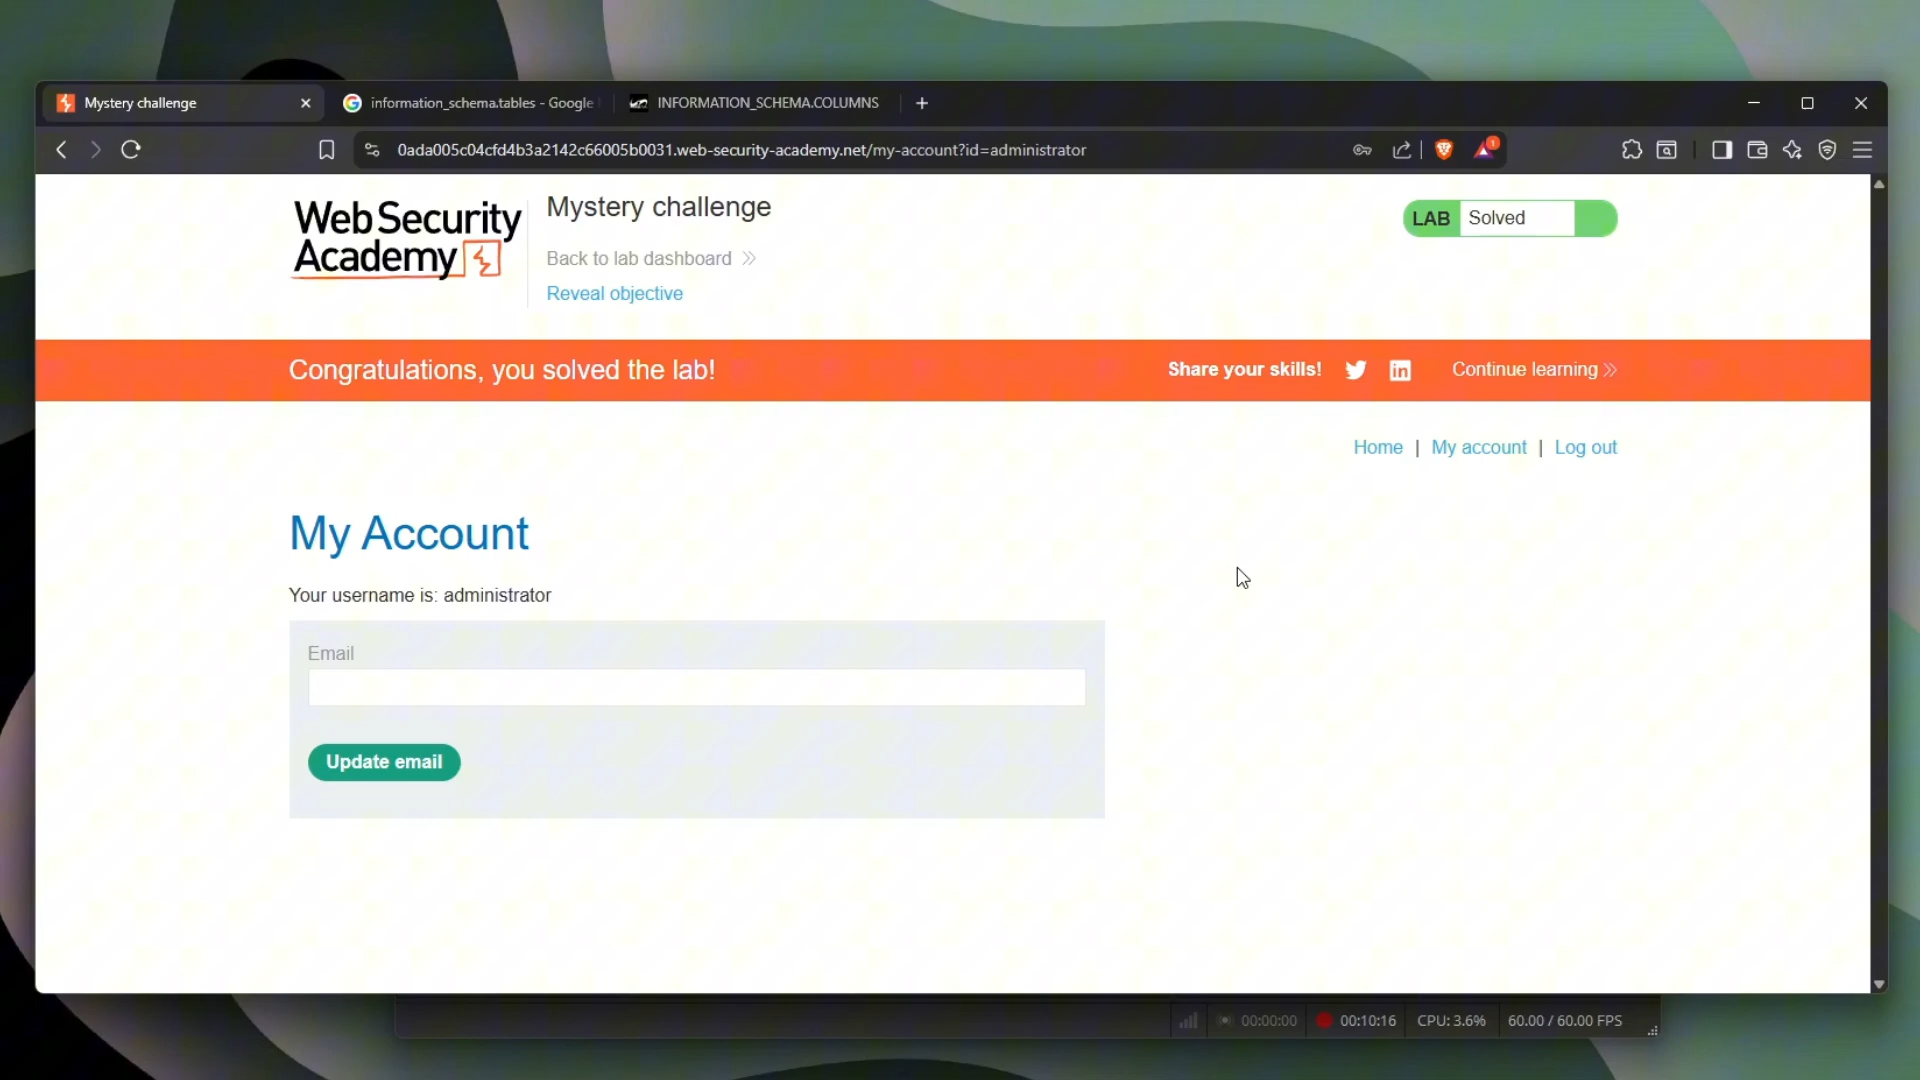 Mystery challenge
information_schema.tables - Google
INFORMATION_SCHEMA.COLUMNS
0ada005c04cfd4b3a2142c66005b0031.web-security-academy.net/my-account?id=administrator
1
Web Security
Academy
Mystery challenge
Back to lab dashboard
Reveal objective
LAB Solved
Congratulations, you solved the lab!
Share your skills!
Continue learning
Home | My account | Log out
My Account
Your username is: administrator
Email
Update email
00:00:00
00:10:16
CPU: 3.6%
60.00 / 60.00 FPS